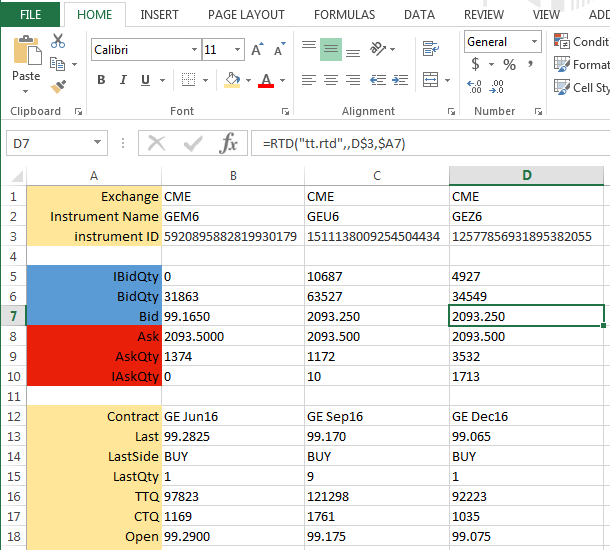 FILE HOME INSERT PAGE LAYOUT FORMULAS DATA REVIEW VIEW
Calibri 11 A A General Condit
Paste B I U A $ % , Format
.0 .00 .00 .0 Cell Sty
Clipboard Font Alignment Number
D7 fx =RTD("tt.rtd",,D$3,$A7)
A B C D
1 Exchange CME CME CME
2 Instrument Name GEM6 GEU6 GEZ6
3 instrument ID 5920895882819930179 1511138009254504434 12577856931895382055
4
5 IBidQty 0 10687 4927
6 BidQty 31863 63527 34549
7 Bid 99.1650 2093.250 2093.250
8 Ask 2093.5000 2093.500 2093.500
9 AskQty 1374 1172 3532
10 IAskQty 0 10 1713
11
12 Contract GE Jun16 GE Sep16 GE Dec16
13 Last 99.2825 99.170 99.065
14 LastSide BUY BUY BUY
15 LastQty 1 9 1
16 TTQ 97823 121298 92223
17 CTQ 1169 1761 1035
18 Open 99.2900 99.175 99.075